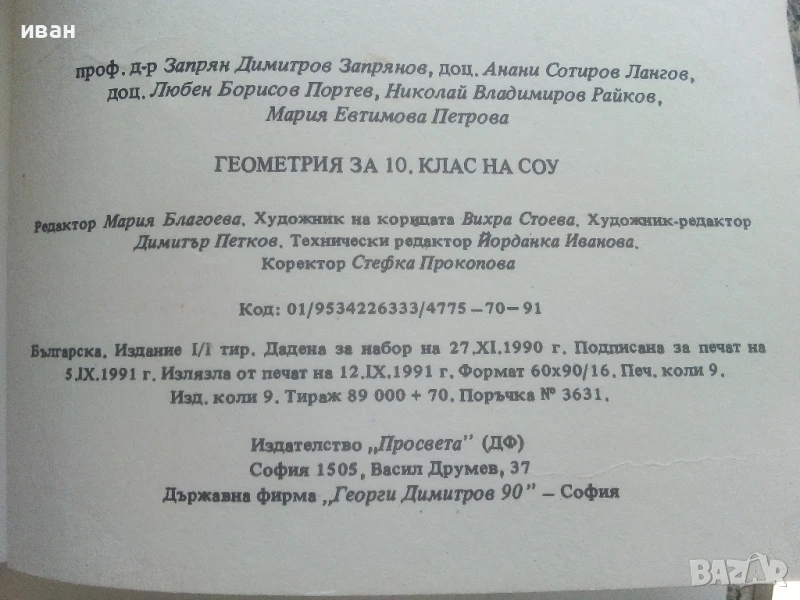 иван
проф. д-р Запрян Димитров Запрянов, доц. Анани Сотиров Лангов,
доц. Любен Борисов Портев, Николай Владимиров Райков,
Мария Евтимова Петрова
ГЕОМЕТРИЯ ЗА 10. КЛАС НА СОУ
Редактор Мария Благоева. Художник на корицата Вихра Стоева. Художник-редактор
Димитър Петков. Технически редактор Йорданка Иванова.
Коректор Стефка Прокопова
Код: 01/9534226333/4775-70-91
Българска. Издание I/I тир. Дадена за набор на 27.XI.1990 г. Подписана за печат на
5.IX.1991 г. Излязла от печат на 12.IX.1991 г. Формат 60x90/16. Печ. коли 9.
Изд. коли 9. Тираж 89 000 + 70. Поръчка № 3631.
Издателство „Просвета" (ДФ)
София 1505, Васил Друмев, 37
Държавна фирма „Георги Димитров 90" – София
BAZAR